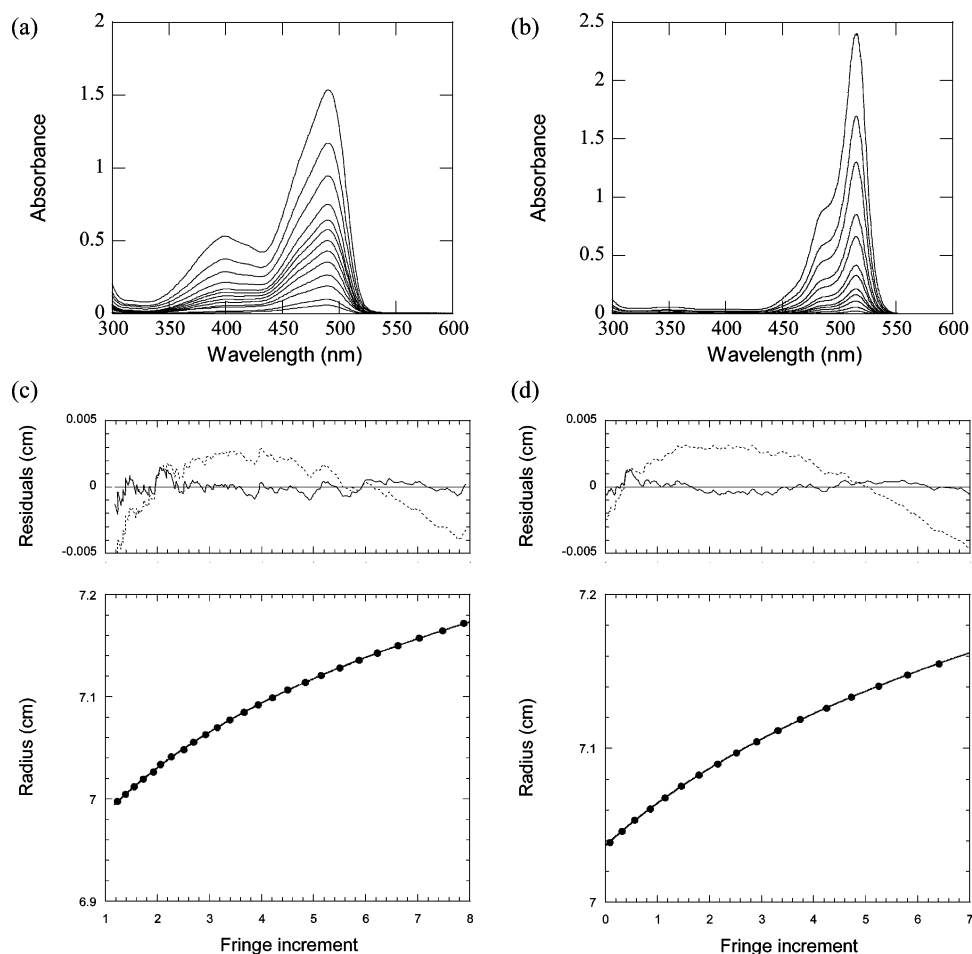 (a)
2
1.5
1
0.5
0
Absorbance
300 350 400 450 500 550 600
Wavelength (nm)
(b)
2.5
2
1.5
1
0.5
0
Absorbance
300 400 450 500 550 600
Wavelength (nm)
(c)
0.005
0
-0.005
Residuals (cm)
7.2
7.1
7
6.9
Radius (cm)
1 2 3 4 5 6 7 8
Fringe increment
(d)
0.005
0
-0.005
Residuals (cm)
7.2
7.1
7
Radius (cm)
0 1 2 3 4 5 6 7
Fringe increment